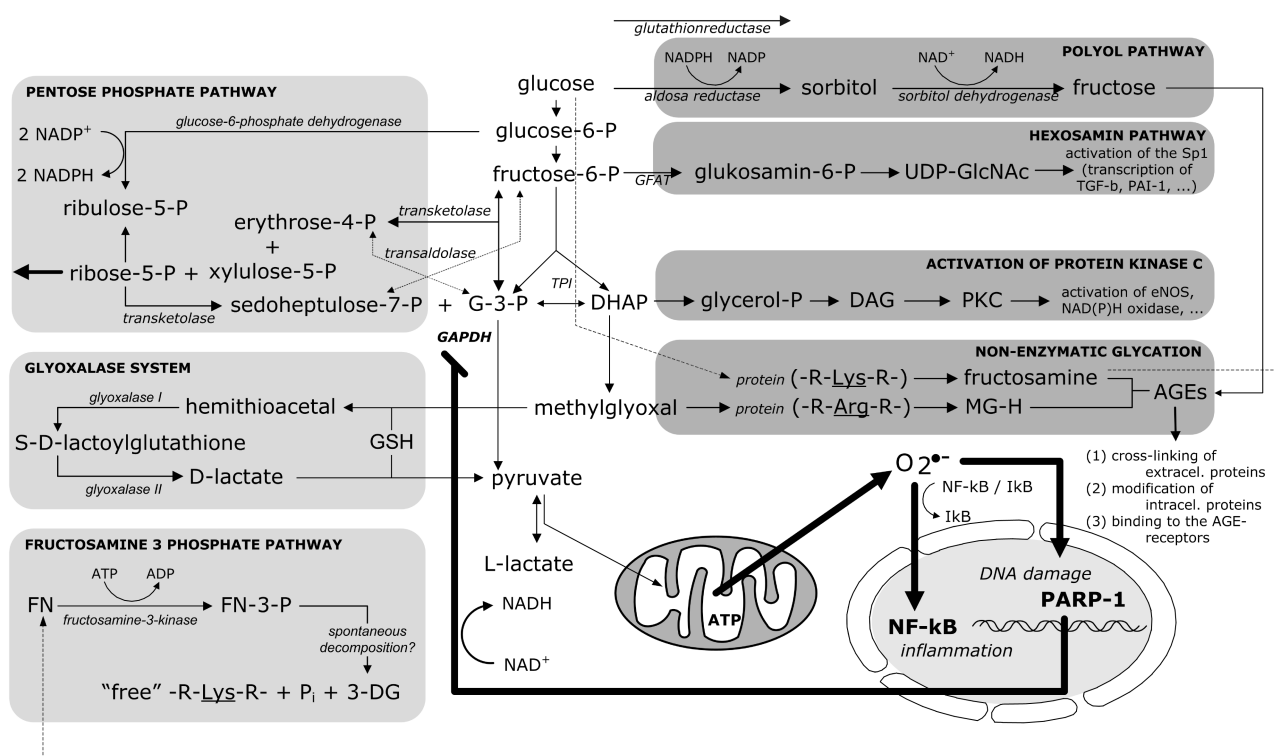 glutathionreductase
POLYOL PATHWAY
NADPH NADP
NAD+ NADH
glucose
aldosa reductase
sorbitol
sorbitol dehydrogenase
fructose
PENTOSE PHOSPHATE PATHWAY
2 NADP+
2 NADPH
glucose-6-phosphate dehydrogenase
ribulose-5-P
erythrose-4-P
+
ribose-5-P + xylulose-5-P
transketolase
transaldolase
transketolase
sedoheptulose-7-P + G-3-P
glucose-6-P
fructose-6-P
GFAT
HEXOSAMIN PATHWAY
glukosamin-6-P
UDP-GlcNAc
activation of the Sp1
(transcription of
TGF-b, PAI-1, ...)
TPI
DHAP
ACTIVATION OF PROTEIN KINASE C
glycerol-P
DAG
PKC
activation of eNOS,
NAD(P)H oxidase, ...
GAPDH
NON-ENZYMATIC GLYCATION
protein (-R-Lys-R-)
fructosamine
protein (-R-Arg-R-)
MG-H
AGEs
GLYOXALASE SYSTEM
glyoxalase I
hemithioacetal
methylglyoxal
S-D-lactoylglutathione
GSH
glyoxalase II
D-lactate
pyruvate
L-lactate
NADH
NAD+
ATP
O2•-
NF-kB / IkB
IkB
(1) cross-linking of
extracel. proteins
(2) modification of
intracel. proteins
(3) binding to the AGE-
receptors
DNA damage
PARP-1
NF-kB
inflammation
FRUCTOSAMINE 3 PHOSPHATE PATHWAY
ATP ADP
FN
fructosamine-3-kinase
FN-3-P
spontaneous
decomposition?
“free” -R-Lys-R- + Pi + 3-DG